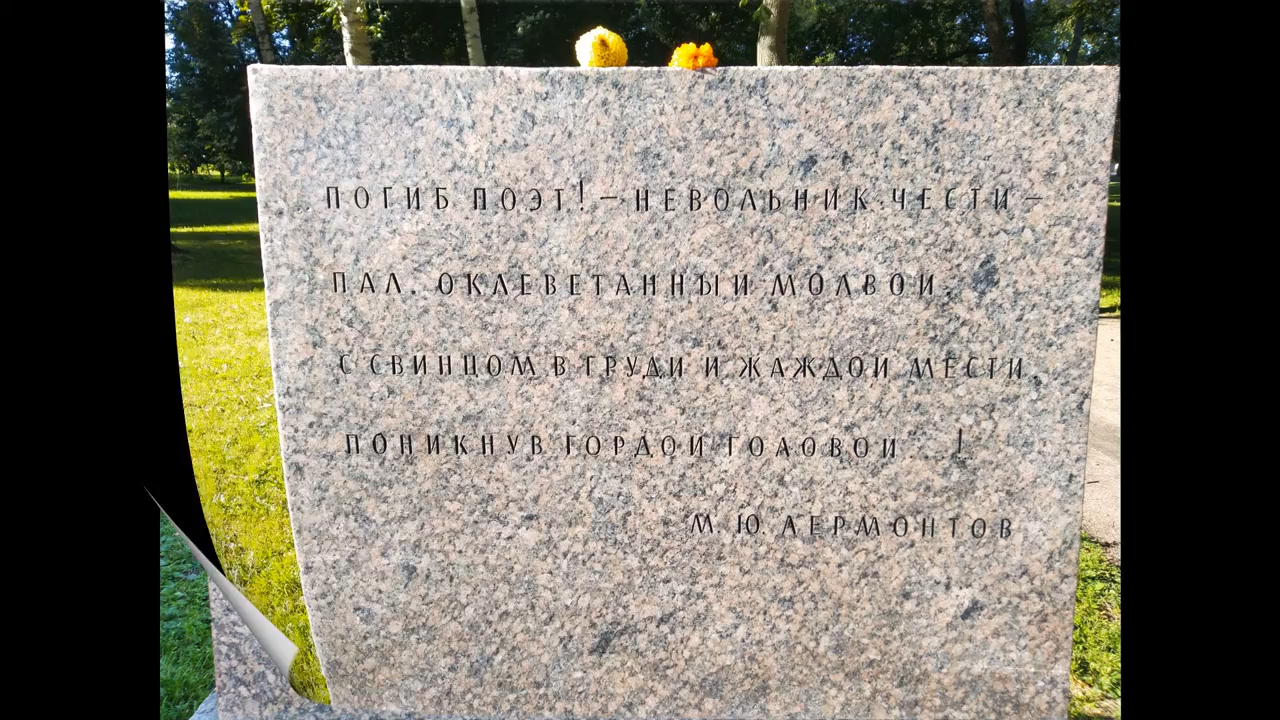 ПОГИБ ПОЭТ! – НЕВОЛЬНИК ЧЕСТИ –
ПАЛ, ОКЛЕВЕТАННЫЙ МОЛВОЙ,
С СВИНЦОМ В ГРУДИ И ЖАЖДОЙ МЕСТИ,
ПОНИКНУВ ГОРДОЙ ГОЛОВОЙ !
М. Ю. ЛЕРМОНТОВ